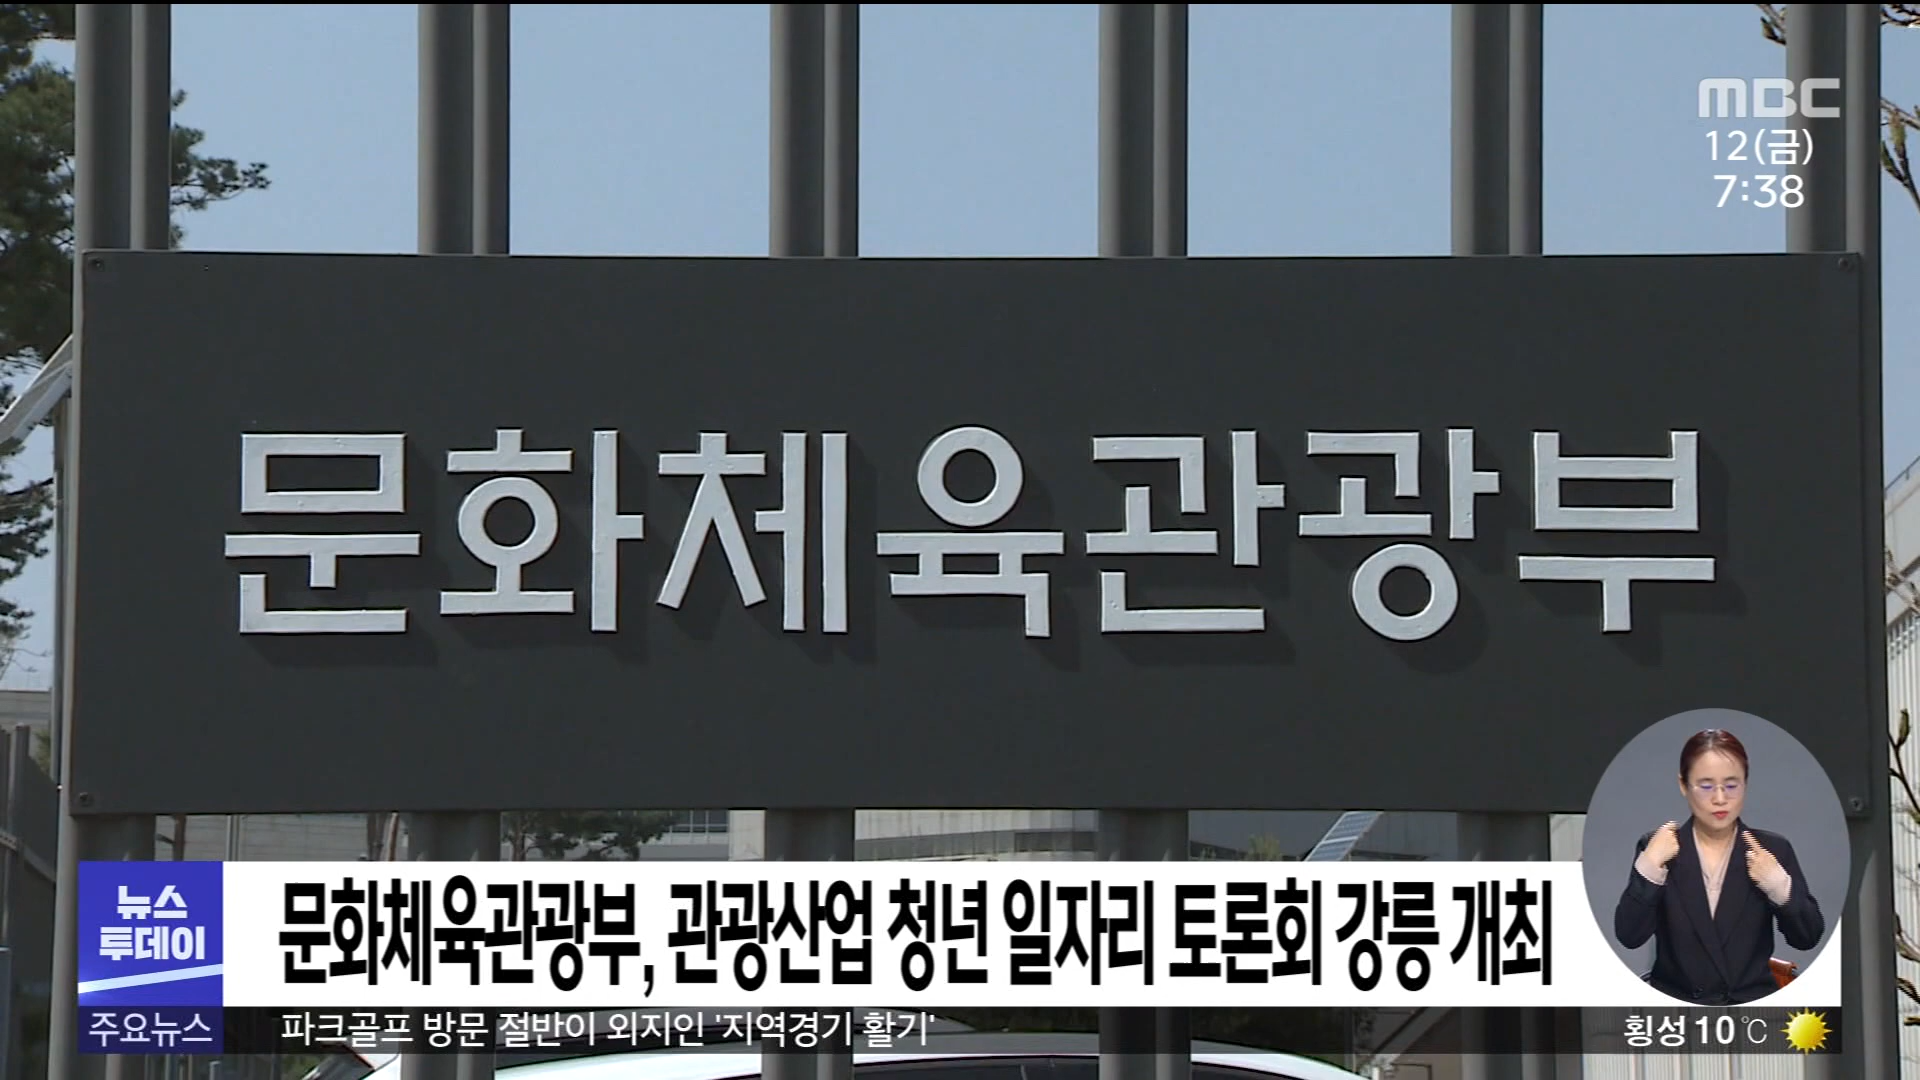 MBC
12(금)
7:38
문화체육관광부
뉴스
투데이
문화체육관광부, 관광산업 청년 일자리 토론회 강릉 개최
주요뉴스
파크골프 방문 절반이 외지인 '지역경기 활기'
횡성 10℃